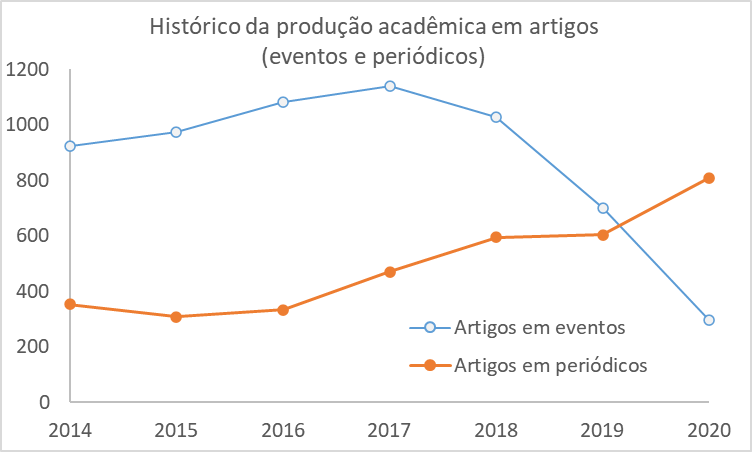 Histórico da produção acadêmica em artigos
(eventos e periódicos)
1200
1000
800
600
400
200
0
Artigos em eventos
Artigos em periódicos
2014 2015 2016 2017 2018 2019 2020